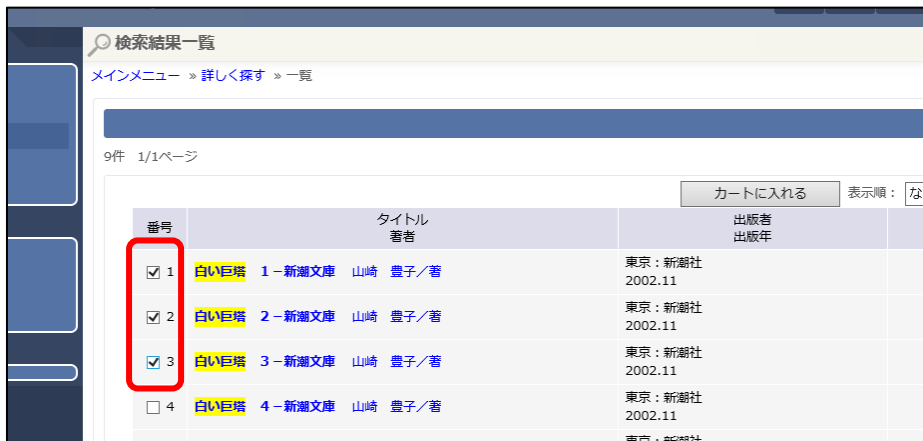 検索結果一覧
メインメニュー » 詳しく探す » 一覧
9件 1/1ページ
カートに入れる 表示順: な
番号 タイトル 出版者
著者 出版年
1 白い巨塔 1－新潮文庫 山崎 豊子／著 東京：新潮社
2002.11
2 白い巨塔 2－新潮文庫 山崎 豊子／著 東京：新潮社
2002.11
3 白い巨塔 3－新潮文庫 山崎 豊子／著 東京：新潮社
2002.11
4 白い巨塔 4－新潮文庫 山崎 豊子／著 東京：新潮社
2002.11